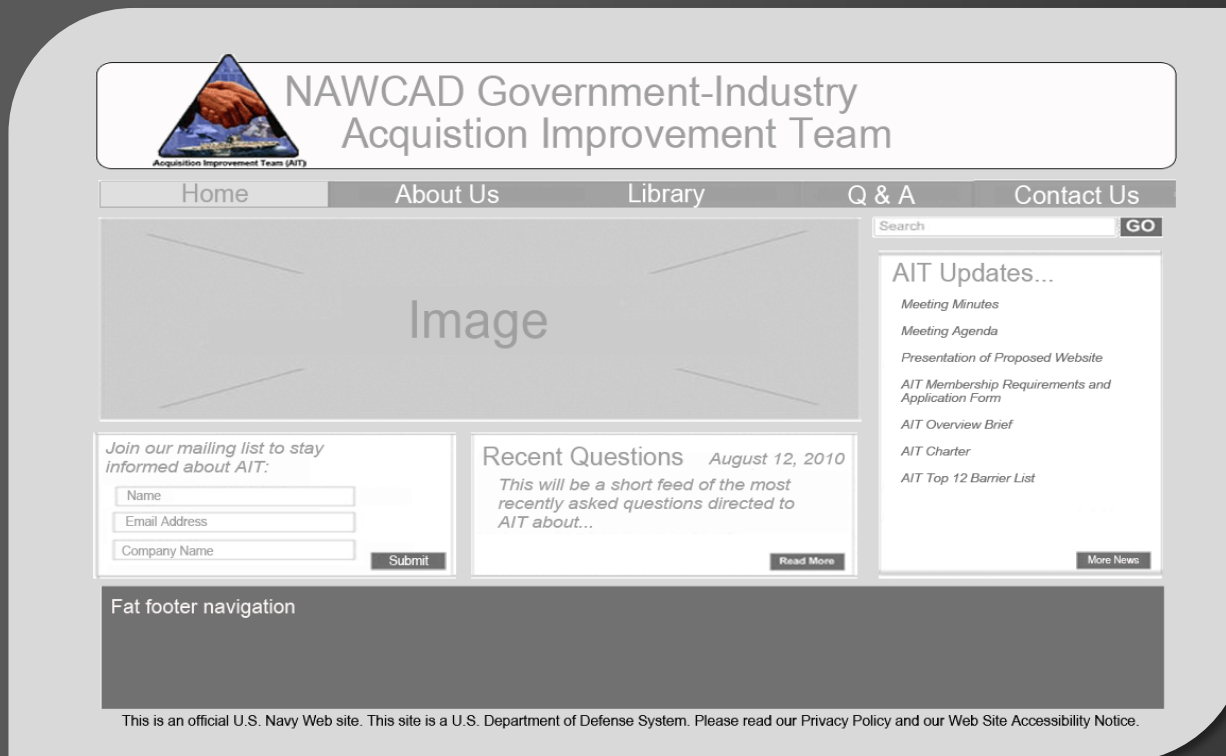 NAWCAD Government-Industry
Acquistion Improvement Team
Acquisition Improvement Team (AIT)
Home
About Us
Library
Q & A
Contact Us
Search
GO
Image
AIT Updates...
Meeting Minutes
Meeting Agenda
Presentation of Proposed Website
AIT Membership Requirements and
Application Form
AIT Overview Brief
AIT Charter
AIT Top 12 Barrier List
More News
Join our mailing list to stay
informed about AIT:
Name
Email Address
Company Name
Submit
Recent Questions
August 12, 2010
This will be a short feed of the most
recently asked questions directed to
AIT about...
Read More
Fat footer navigation
This is an official U.S. Navy Web site. This site is a U.S. Department of Defense System. Please read our Privacy Policy and our Web Site Accessibility Notice.